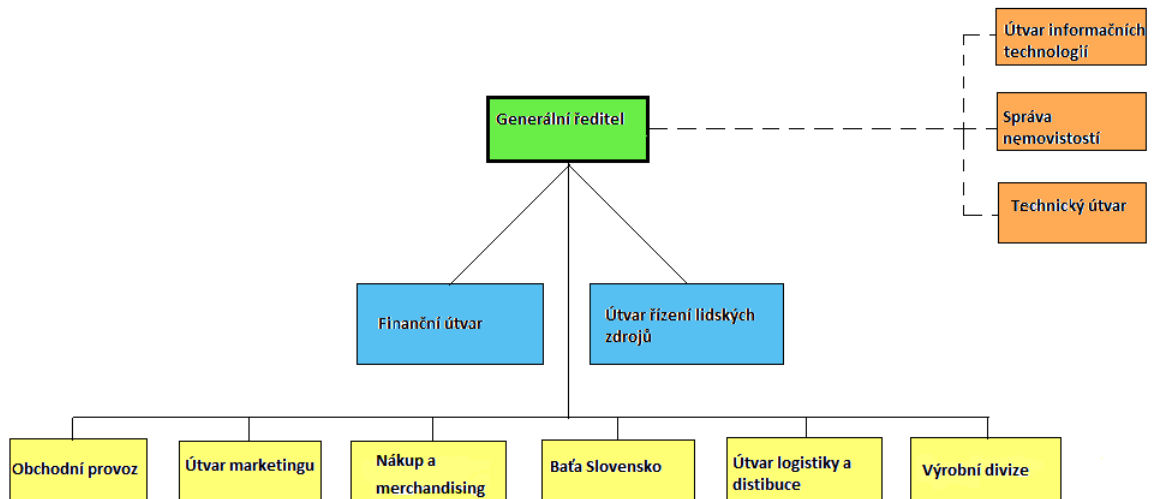 Útvar informačních
technologií
Generální ředitel
Správa
nemovistostí
Technický útvar
Finanční útvar
Útvar řízení lidských
zdrojů
Obchodní provoz
Útvar marketingu
Nákup a
merchandising
Baťa Slovensko
Útvar logistiky a
distibuce
Výrobní divize